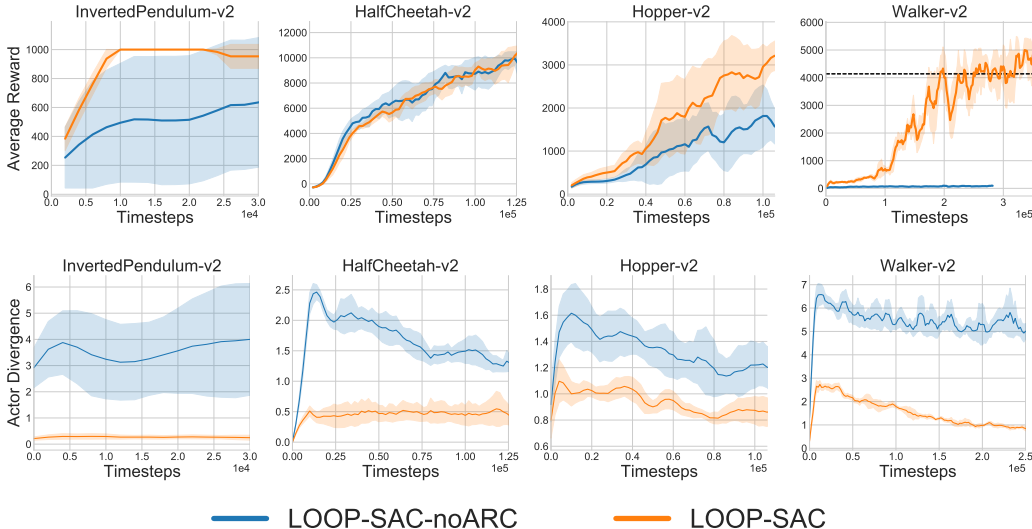 InvertedPendulum-v2 HalfCheetah-v2 Hopper-v2 Walker-v2
Average Reward
1000 800 600 400 200 0
0.0 0.5 1.0 1.5 2.0 2.5 3.0
Timesteps 1e4
12000 10000 8000 6000 4000 2000 0
0.0 0.25 0.50 0.75 1.00 1.25
Timesteps 1e5
4000 3000 2000 1000 0
0.0 0.2 0.4 0.6 0.8 1.0
Timesteps 1e5
6000 5000 4000 3000 2000 1000 0
0 1 2 3
Timesteps 1e5
InvertedPendulum-v2 HalfCheetah-v2 Hopper-v2 Walker-v2
Actor Divergence
6 5 4 3 2 1 0
0.0 0.5 1.0 1.5 2.0 2.5 3.0
Timesteps 1e4
2.5 2.0 1.5 1.0 0.5 0.0
0.0 0.25 0.50 0.75 1.00 1.25
Timesteps 1e5
1.8 1.6 1.4 1.2 1.0 0.8 0.6
0.0 0.2 0.4 0.6 0.8 1.0
Timesteps 1e5
7 6 5 4 3 2 1 0
0.0 0.5 1.0 1.5 2.0 2.5
Timesteps 1e5
LOOP-SAC-noARC LOOP-SAC